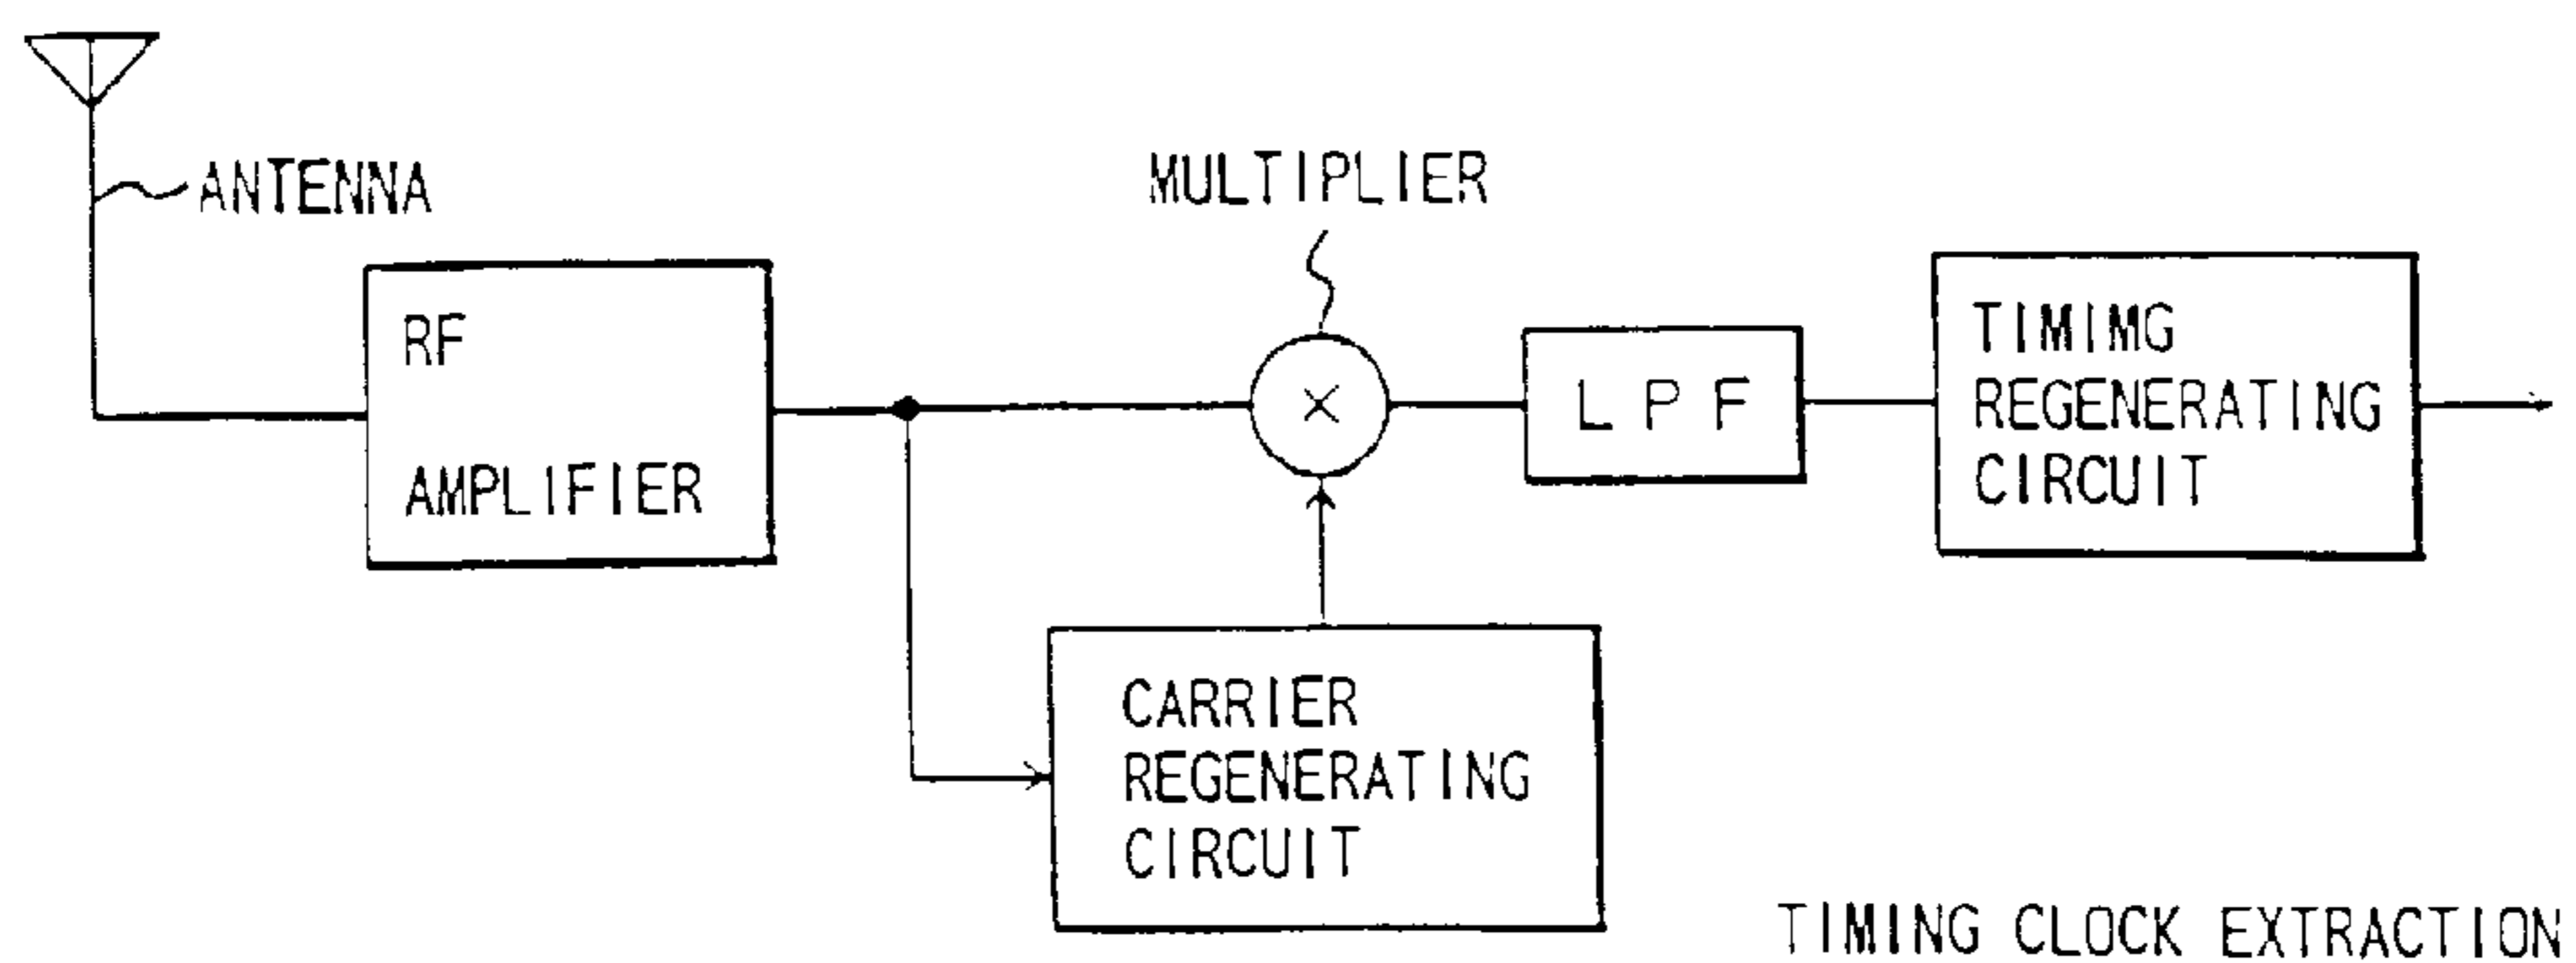 ANTENNA
MULTIPLIER
RF
AMPLIFIER
×
L P F
TIMIMG
REGENERATING
CIRCUIT
CARRIER
REGENERATING
CIRCUIT
TIMING CLOCK EXTRACTION